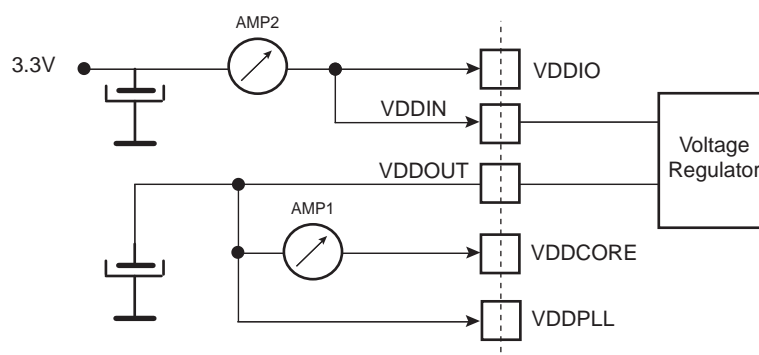 AMP2
3.3V
VDDIO
VDDIN
Voltage
Regulator
VDDOUT
AMP1
VDDCORE
VDDPLL